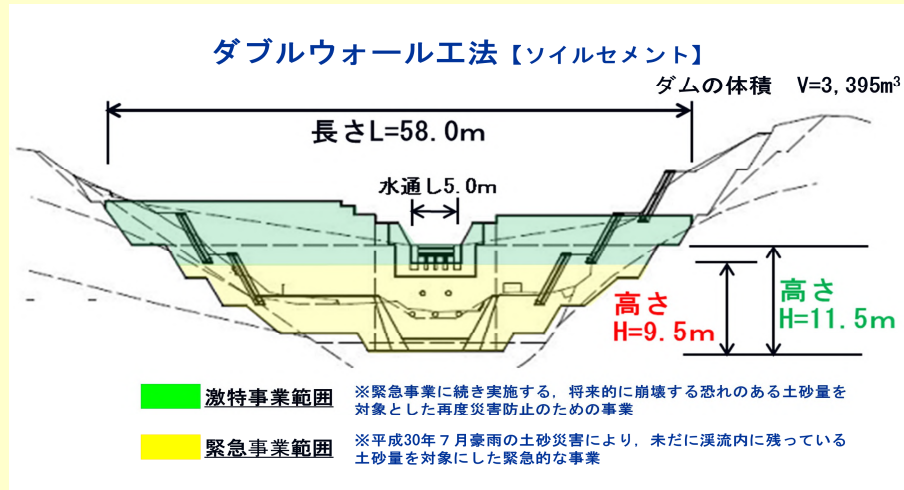 ダブルウォール工法【ソイルセメント】
ダムの体積　V=3,395m³
長さL=58.0m
水通し5.0m
高さ
H=9.5m
高さ
H=11.5m
激特事業範囲
※緊急事業に続き実施する，将来的に崩壊する恐れのある土砂量を
対象とした再度災害防止のための事業
緊急事業範囲
※平成30年７月豪雨の土砂災害により，未だに渓流内に残っている
土砂量を対象にした緊急的な事業